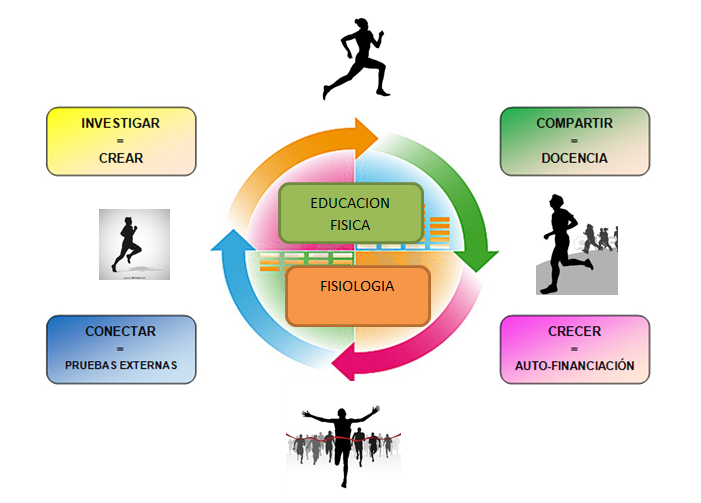 INVESTIGAR
=
CREAR
COMPARTIR
=
DOCENCIA
EDUCACION
FISICA
FISIOLOGIA
CONECTAR
=
PRUEBAS EXTERNAS
CRECER
=
AUTO-FINANCIACIÓN